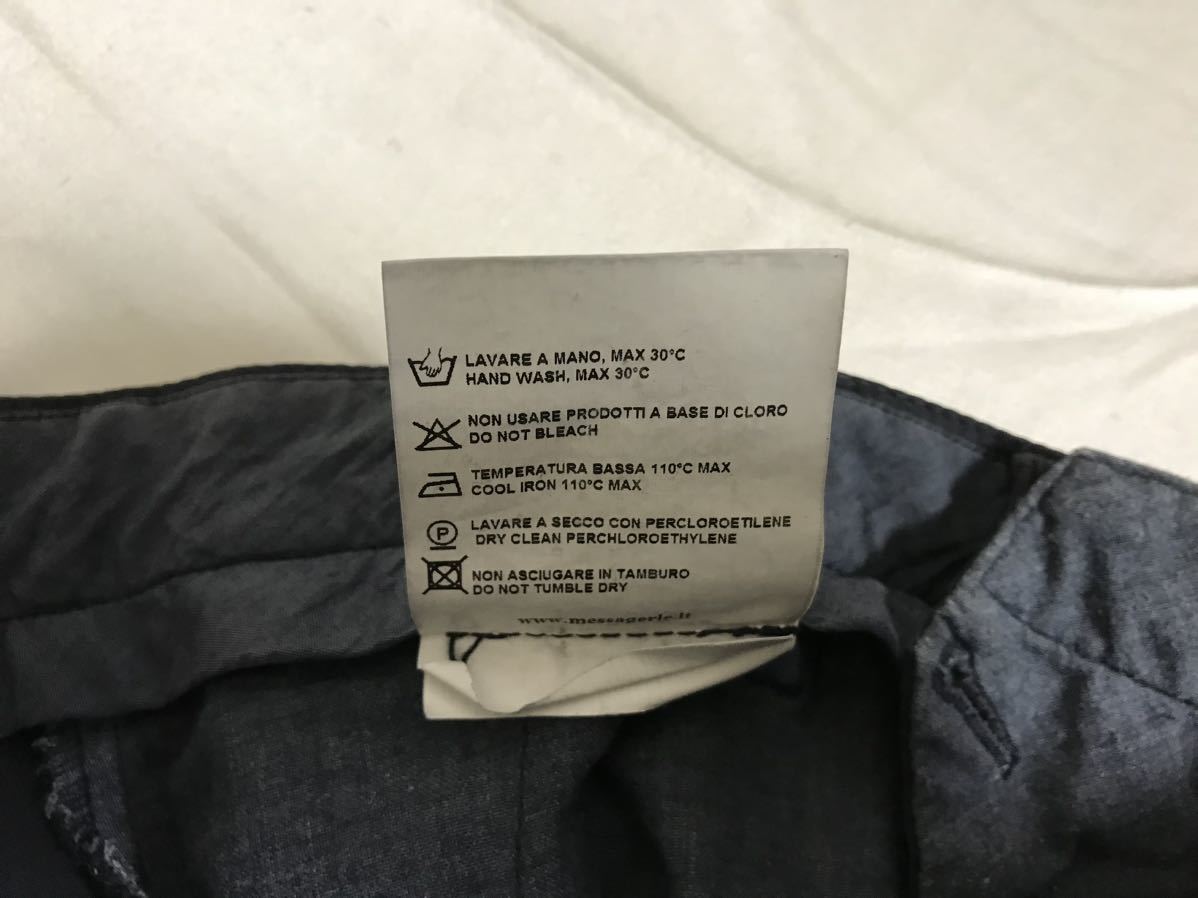 LAVARE A MANO, MAX 30°C
HAND WASH, MAX 30°C
NON USARE PRODOTTI A BASE DI CLORO
DO NOT BLEACH
TEMPERATURA BASSA 110°C MAX
COOL IRON 110°C MAX
P
LAVARE A SECCO CON PERCLOROETILENE
DRY CLEAN PERCHLOROETHYLENE
NON ASCIUGARE IN TAMBURO
DO NOT TUMBLE DRY
www.messagerie.it